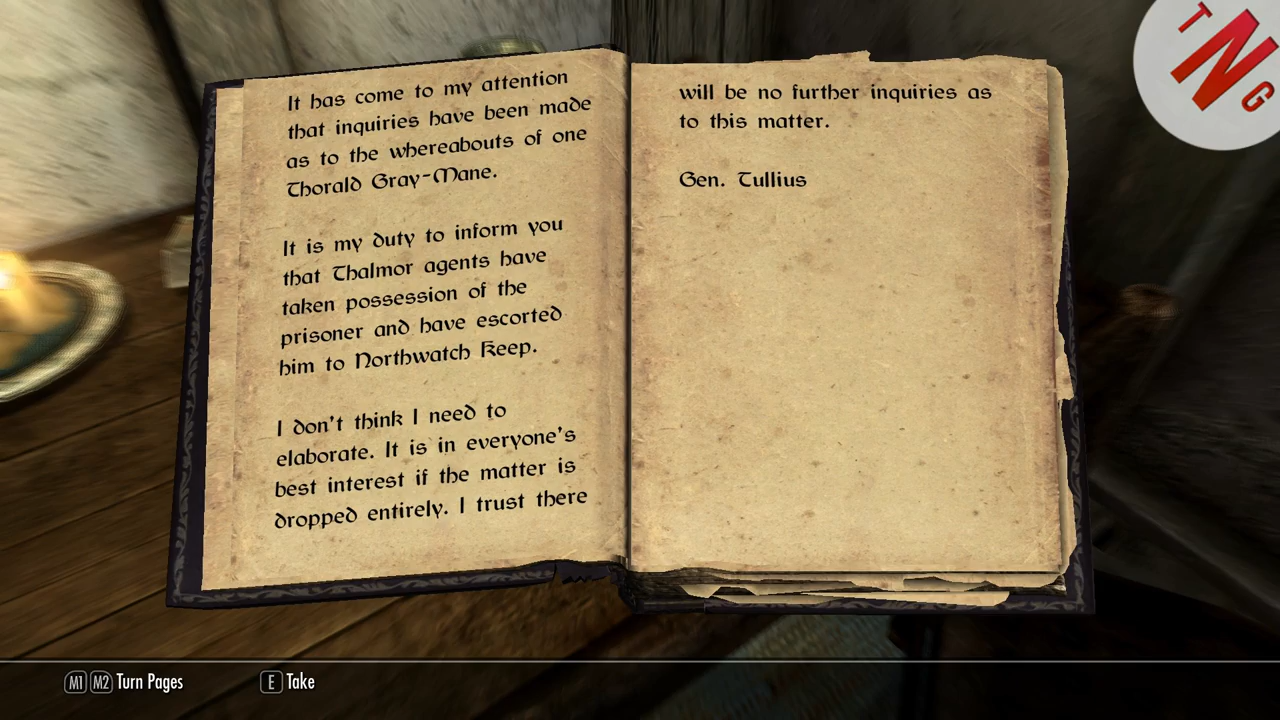 It has come to my attention
that inquiries have been made
as to the whereabouts of one
Thorald Gray-Mane.
It is my duty to inform you
that Thalmor agents have
taken possession of the
prisoner and have escorted
him to Northwatch Keep.
I don't think I need to
elaborate. It is in everyone's
best interest if the matter is
dropped entirely. I trust there
will be no further inquiries as
to this matter.
Gen. Tullius
TNG
M1 M2 Turn Pages
E Take